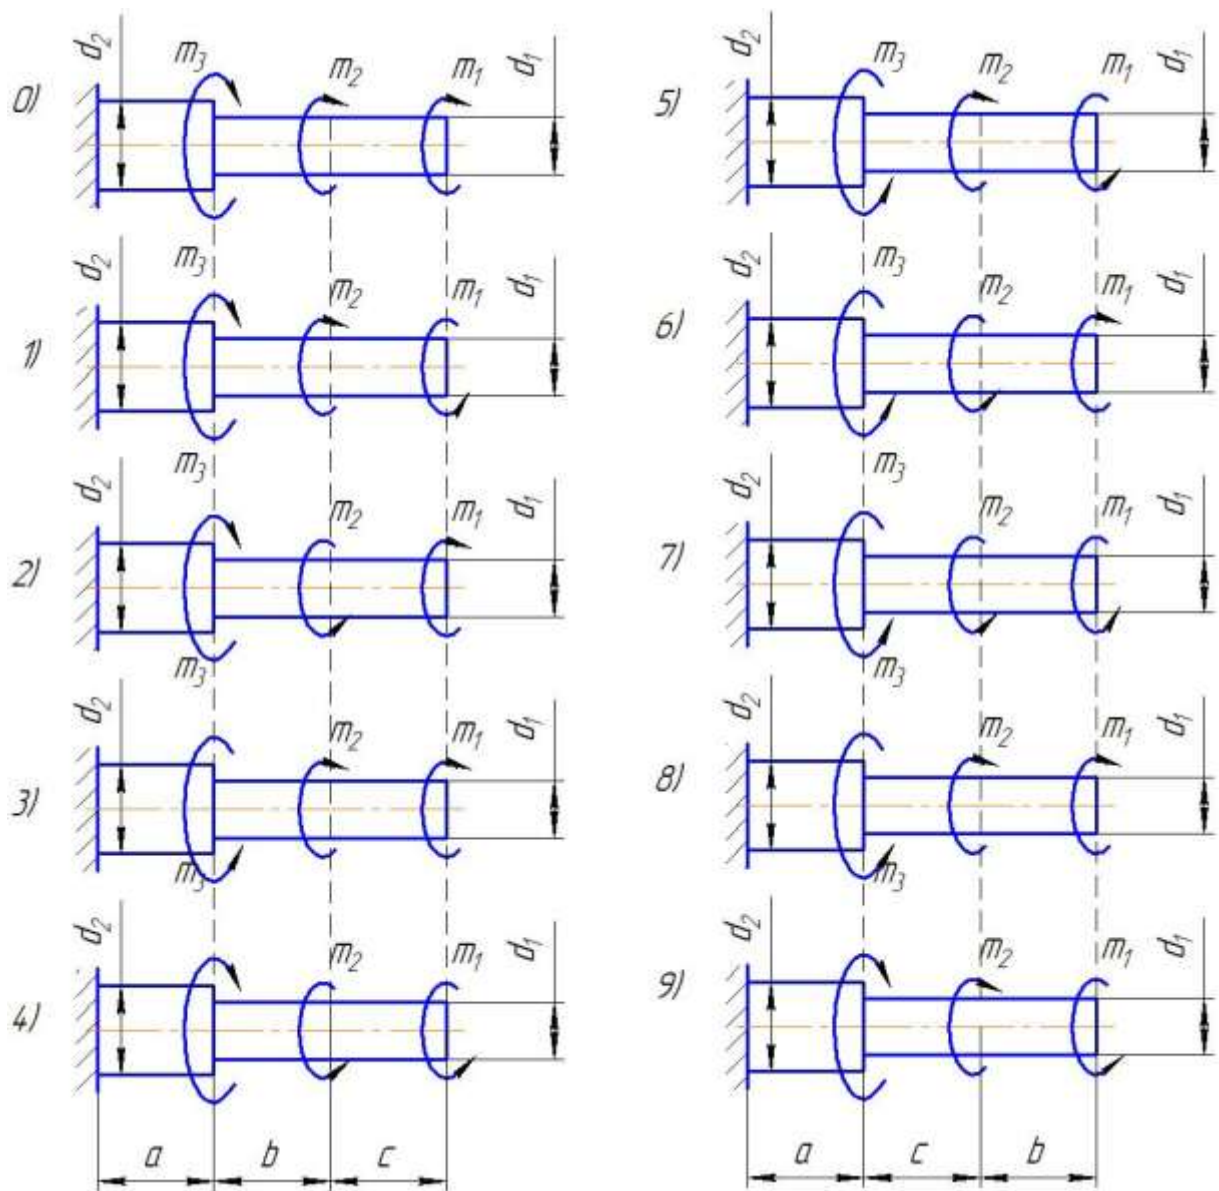 d₂ m₃ m₂ m₁ d₁
0)
d₂ m₃ m₂ m₁ d₁
1)
d₂ m₃ m₂ m₁ d₁
2)
d₂ m₃ m₂ m₁ d₁
3)
d₂ m₃ m₂ m₁ d₁
4)
a b c
d₂ m₃ m₂ m₁ d₁
5)
d₂ m₃ m₂ m₁ d₁
6)
d₂ m₃ m₂ m₁ d₁
7)
d₂ m₂ m₁ d₁
8)
d₂ m₃ m₂ m₁ d₁
9)
a c b